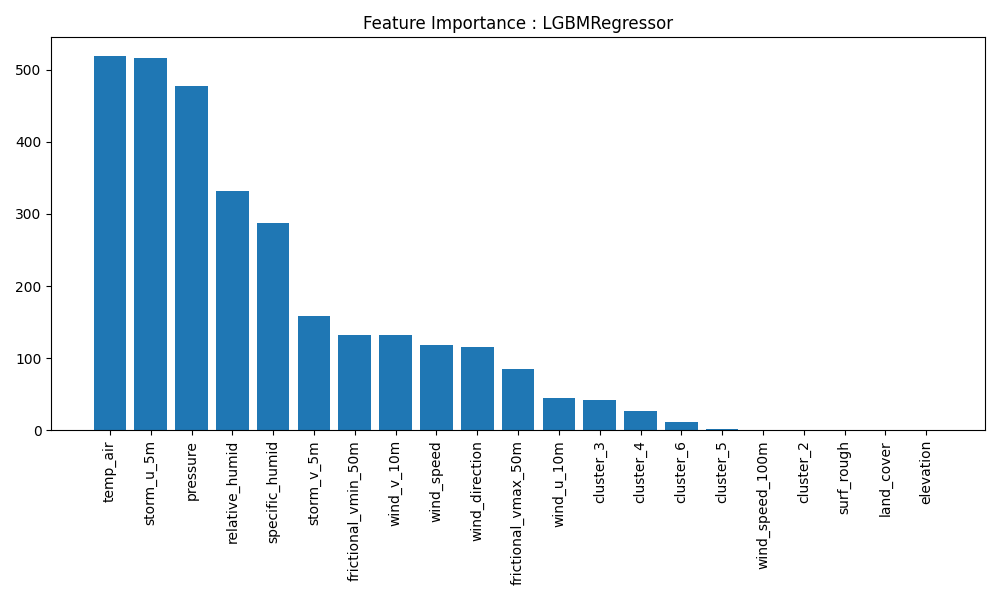 Feature Importance : LGBMRegressor
500
400
300
200
100
0
temp_air
storm_u_5m
pressure
relative_humid
specific_humid
storm_v_5m
frictional_vmin_50m
wind_v_10m
wind_speed
wind_direction
frictional_vmax_50m
wind_u_10m
cluster_3
cluster_4
cluster_6
cluster_5
wind_speed_100m
cluster_2
surf_rough
land_cover
elevation